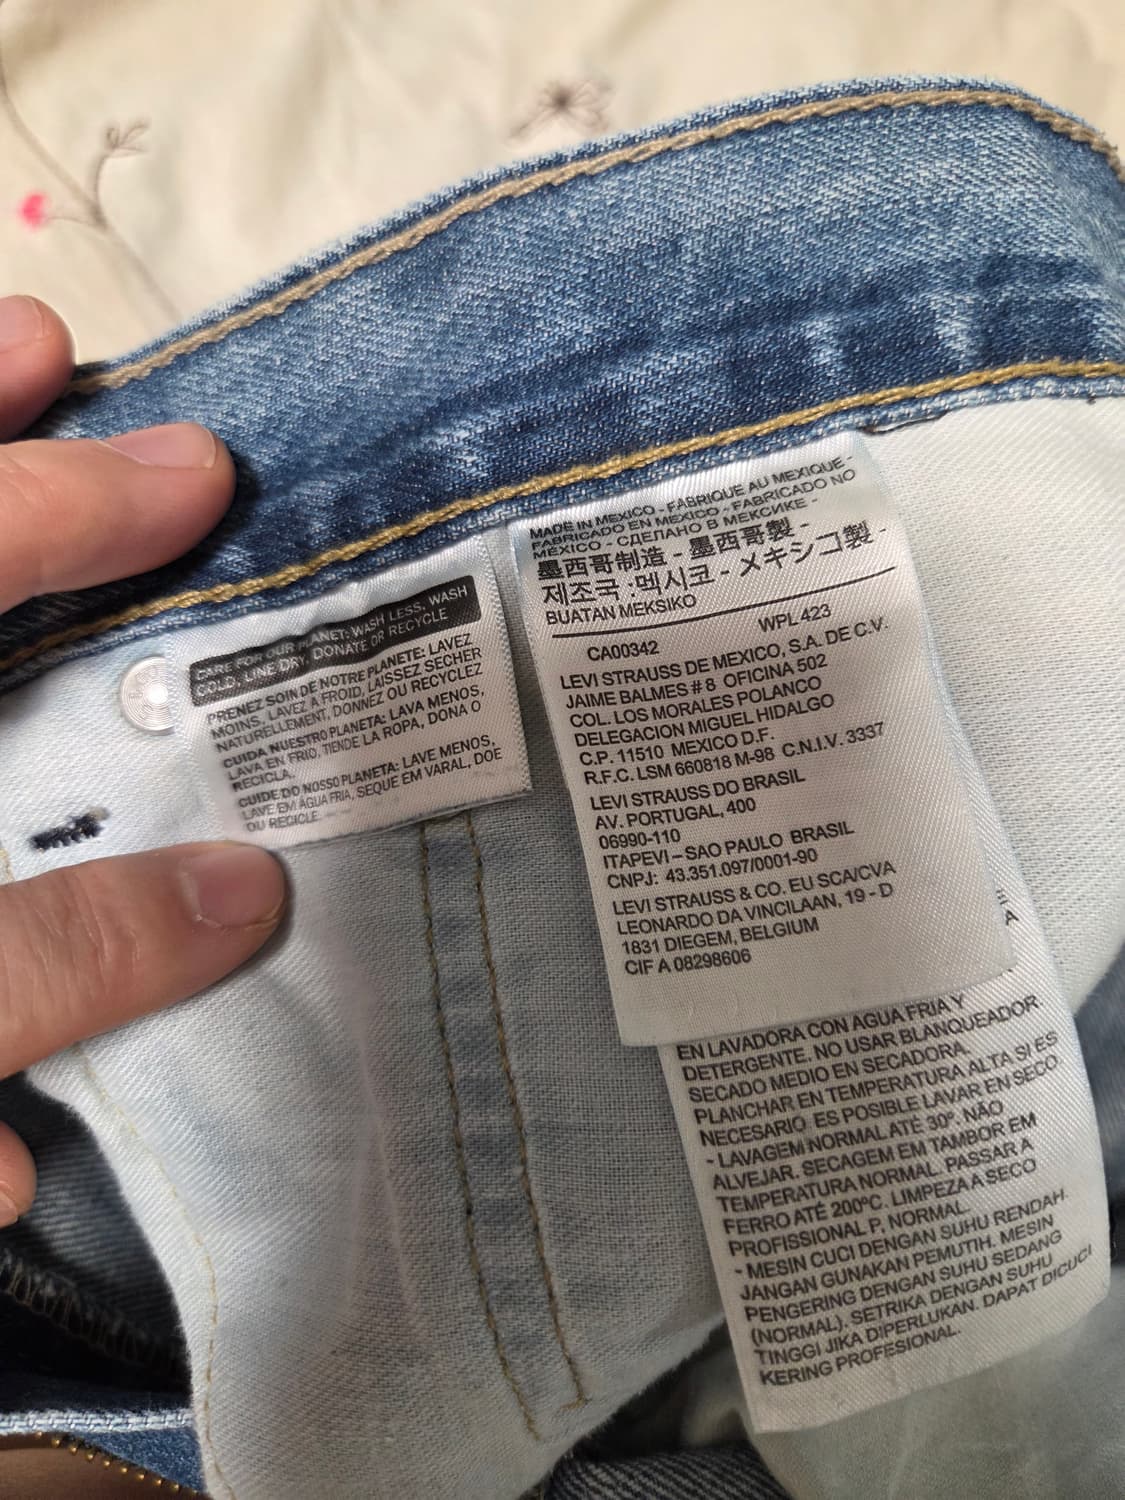 CARE FOR OUR PLANET: WASH LESS, WASH
COLD, LINE DRY, DONATE OR RECYCLE
PRENEZ SOIN DE NOTRE PLANETE: LAVEZ
MOINS, LAVEZ A FROID, LAISSEZ SECHER
NATURELLEMENT, DONNEZ OU RECYCLEZ
CUIDA NUESTRO PLANETA: LAVA MENOS,
LAVA EN FRÍO, TIENDE LA ROPA, DONA O
RECICLA.
CUIDE DO NOSSO PLANETA: LAVE MENOS,
LAVE EM ÁGUA FRIA, SEQUE EM VARAL, DOE
OU RECICLE.
MADE IN MEXICO - FABRIQUE AU MEXIQUE -
FABRICADO EN MEXICO - FABRICADO NO
MÉXICO - СДЕЛАНО В МЕКСИКЕ -
墨西哥制造 - 墨西哥製 -
제조국 :멕시코 - メキシコ製 -
BUATAN MEKSIKO
WPL 423
CA00342
LEVI STRAUSS DE MEXICO, S.A. DE C.V.
JAIME BALMES # 8 OFICINA 502
COL. LOS MORALES POLANCO
DELEGACION MIGUEL HIDALGO
C.P. 11510 MEXICO D.F.
R.F.C. LSM 660818 M-98 C.N.I.V. 3337
LEVI STRAUSS DO BRASIL
AV. PORTUGAL, 400
06990-110
ITAPEVI – SAO PAULO BRASIL
CNPJ: 43.351.097/0001-90
LEVI STRAUSS & CO. EU SCA/CVA
LEONARDO DA VINCILAAN, 19 - D
1831 DIEGEM, BELGIUM
CIF A 08298606
EN LAVADORA CON AGUA FRIA Y
DETERGENTE. NO USAR BLANQUEADOR.
SECADO MEDIO EN SECADORA.
PLANCHAR EN TEMPERATURA ALTA SI ES
NECESARIO. ES POSIBLE LAVAR EN SECO
- LAVAGEM NORMAL ATÉ 30º. NÃO
ALVEJAR. SECAGEM EM TAMBOR EM
TEMPERATURA NORMAL. PASSAR A
FERRO ATÉ 200ºC. LIMPEZA A SECO
PROFISSIONAL P, NORMAL.
- MESIN CUCI DENGAN SUHU RENDAH.
JANGAN GUNAKAN PEMUTIH. MESIN
PENGERING DENGAN SUHU SEDANG
(NORMAL). SETRIKA DENGAN SUHU
TINGGI JIKA DIPERLUKAN. DAPAT DICUCI
KERING PROFESIONAL.